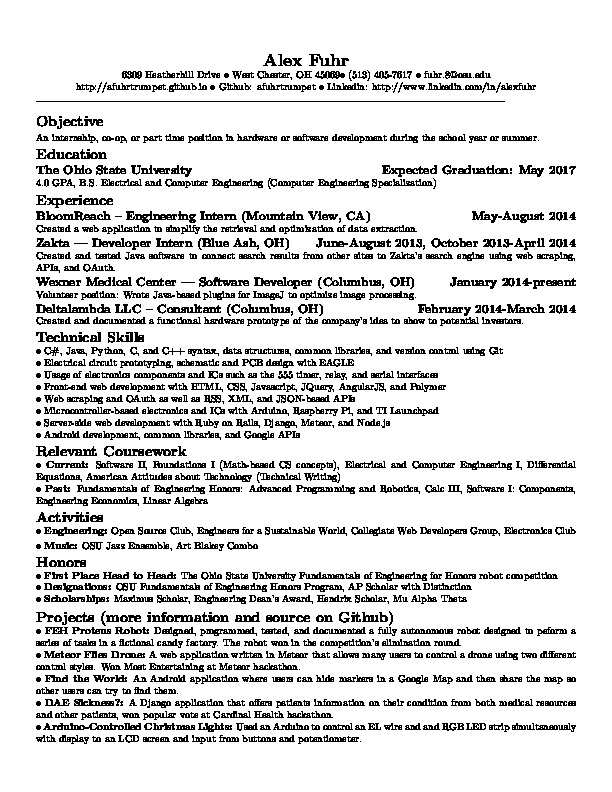 Alex Fuhr
6309 Heatherhill Drive • West Chester, OH 45069• (513) 405-7617 • fuhr.8@osu.edu
http://afuhrtrumpet.github.io • Github: afuhrtrumpet • Linkedin: http://www.linkedin.com/in/alexfuhr
Objective
An internship, co-op, or part time position in hardware or software development during the school year or summer.
Education
The Ohio State University Expected Graduation: May 2017
4.0 GPA, B.S. Electrical and Computer Engineering (Computer Engineering Specialization)
Experience
BloomReach – Engineering Intern (Mountain View, CA) May-August 2014
Created a web application to simplify the retrieval and optimization of data extraction.
Zakta — Developer Intern (Blue Ash, OH) June-August 2013, October 2013-April 2014
Created and tested Java software to connect search results from other sites to Zakta's search engine using web scraping,
APIs, and OAuth.
Wexner Medical Center — Software Developer (Columbus, OH) January 2014-present
Volunteer position: Wrote Java-based plugins for ImageJ to optimize image processing.
Deltalambda LLC – Consultant (Columbus, OH) February 2014-March 2014
Created and documented a functional hardware prototype of the company's idea to show to potential investors.
Technical Skills
• C#, Java, Python, C, and C++ syntax, data structures, common libraries, and version control using Git
• Electrical circuit prototyping, schematic and PCB design with EAGLE
• Usage of electronics components and ICs such as the 555 timer, relay, and serial interfaces
• Front-end web development with HTML, CSS, Javascript, JQuery, AngularJS, and Polymer
• Web scraping and OAuth as well as RSS, XML, and JSON-based APIs
• Microcontroller-based electronics and ICs with Arduino, Raspberry Pi, and TI Launchpad
• Server-side web development with Ruby on Rails, Django, Meteor, and Node.js
• Android development, common libraries, and Google APIs
Relevant Coursework
• Current: Software II, Foundations I (Math-based CS concepts), Electrical and Computer Engineering I, Differential
Equations, American Attitudes about Technology (Technical Writing)
• Past: Fundamentals of Engineering Honors: Advanced Programming and Robotics, Calc III, Software I: Components,
Engineering Economics, Linear Algebra
Activities
• Engineering: Open Source Club, Engineers for a Sustainable World, Collegiate Web Developers Group, Electronics Club
• Music: OSU Jazz Ensemble, Art Blakey Combo
Honors
• First Place Head to Head: The Ohio State University Fundamentals of Engineering for Honors robot competition
• Designations: OSU Fundamentals of Engineering Honors Program, AP Scholar with Distinction
• Scholarships: Maximus Scholar, Engineering Dean's Award, Hendrix Scholar, Mu Alpha Theta
Projects (more information and source on Github)
• FEH Proteus Robot: Designed, programmed, tested, and documented a fully autonomous robot designed to peform a
series of tasks in a fictional candy factory. The robot won in the competition's elimination round.
• Meteor Flies Drone: A web application written in Meteor that allows many users to control a drone using two different
control styles. Won Most Entertaining at Meteor hackathon.
• Find the World: An Android application where users can hide markers in a Google Map and then share the map so
other users can try to find them.
• DAE Sickness?: A Django application that offers patients information on their condition from both medical resources
and other patients, won popular vote at Cardinal Health hackathon.
• Arduino-Controlled Christmas Lights: Used an Arduino to control an EL wire and and RGB LED strip simultaneously
with display to an LCD screen and input from buttons and potentiometer.